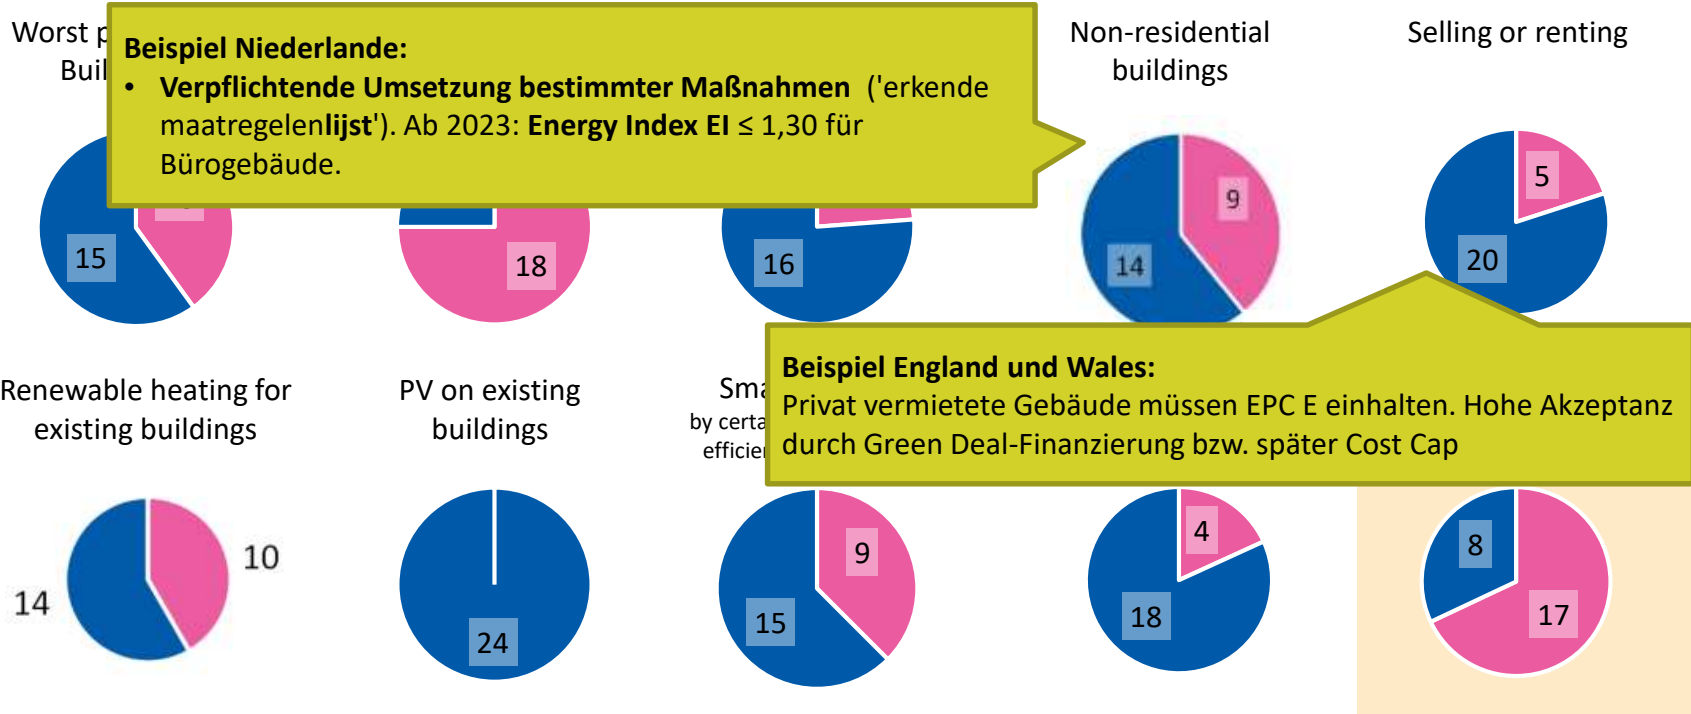 Worst p
Buil
Beispiel Niederlande:
• Verpflichtende Umsetzung bestimmter Maßnahmen ('erkende
maatregelenlijst'). Ab 2023: Energy Index EI ≤ 1,30 für
Bürogebäude.
Non-residential
buildings
Selling or renting
15
18
16
9
14
5
20
Beispiel England und Wales:
Privat vermietete Gebäude müssen EPC E einhalten. Hohe Akzeptanz
durch Green Deal-Finanzierung bzw. später Cost Cap
Renewable heating for
existing buildings
PV on existing
buildings
Sma
by certa
efficien
10
14
24
9
15
4
18
8
17